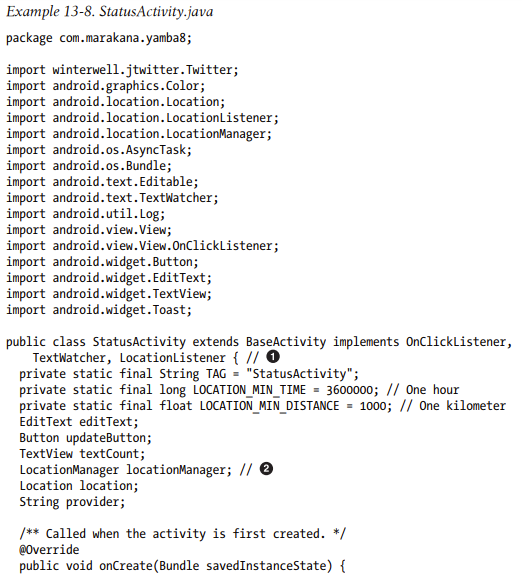 Example 13-8. StatusActivity.java
package com.marakana.yamba8;
import winterwell.jtwitter.Twitter;
import android.graphics.Color;
import android.location.Location;
import android.location.LocationListener;
import android.location.LocationManager;
import android.os.AsyncTask;
import android.os.Bundle;
import android.text.Editable;
import android.text.TextWatcher;
import android.util.Log;
import android.view.View;
import android.view.View.OnClickListener;
import android.widget.Button;
import android.widget.EditText;
import android.widget.TextView;
import android.widget.Toast;
public class StatusActivity extends BaseActivity implements OnClickListener,
TextWatcher, LocationListener { // ❶
private static final String TAG = "StatusActivity";
private static final long LOCATION_MIN_TIME = 3600000; // One hour
private static final float LOCATION_MIN_DISTANCE = 1000; // One kilometer
EditText editText;
Button updateButton;
TextView textCount;
LocationManager locationManager; // ❷
Location location;
String provider;
/** Called when the activity is first created. */
@Override
public void onCreate(Bundle savedInstanceState) {